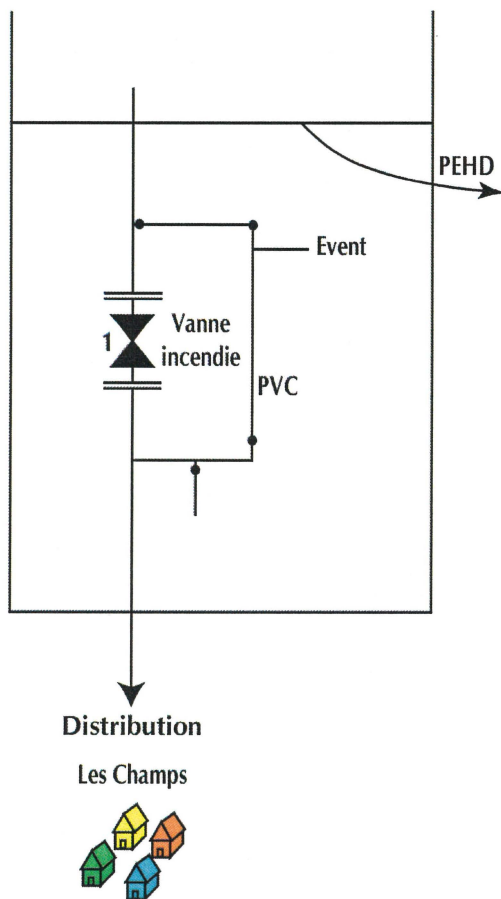 PEHD
Event
1
Vanne
incendie
PVC
Distribution
Les Champs